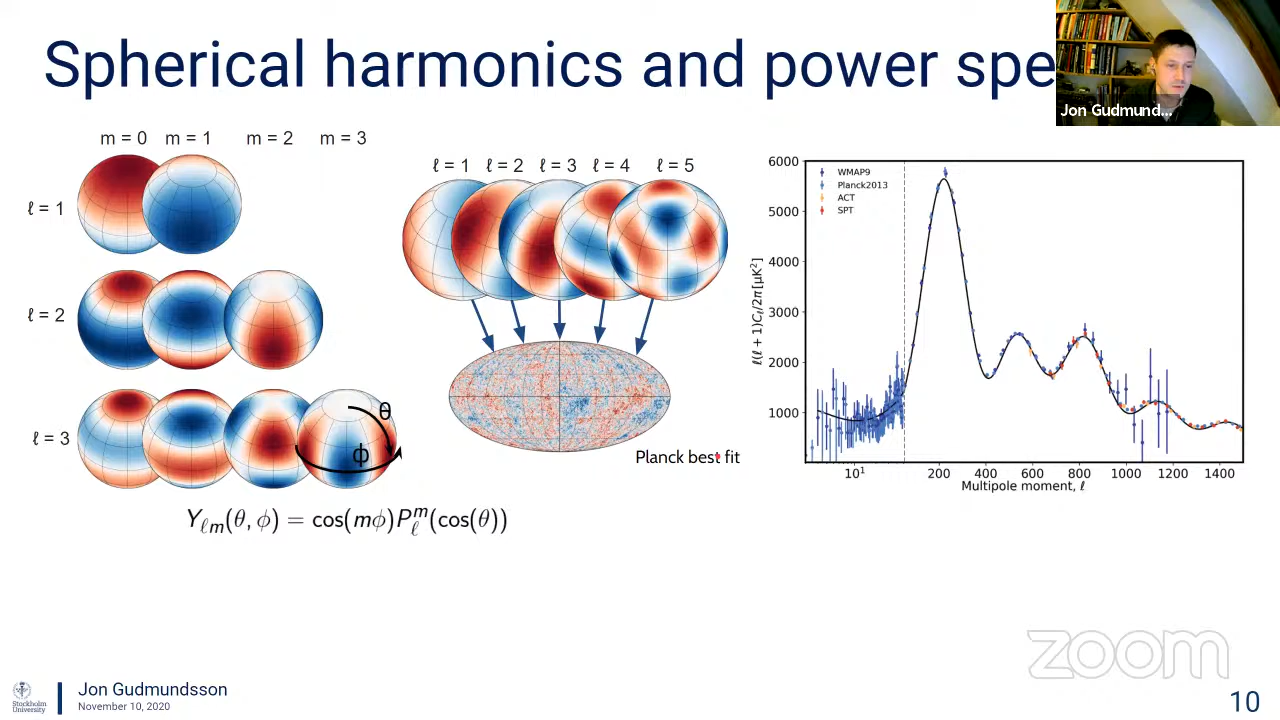 Spherical harmonics and power spe
Jon Gudmund...
m = 0 m = 1 m = 2 m = 3
ℓ = 1
ℓ = 2
ℓ = 3
θ
ϕ
Yℓm(θ, ϕ) = cos(mϕ)Pℓ^m(cos(θ))
ℓ = 1 ℓ = 2 ℓ = 3 ℓ = 4 ℓ = 5
Planck best fit
WMAP9
Planck2013
ACT
SPT
ℓ(ℓ + 1)Cℓ/2π[μK²]
6000
5000
4000
3000
2000
1000
10¹ 200 400 600 800 1000 1200 1400
Multipole moment, ℓ
zoom
Stockholm
University
Jon Gudmundsson
November 10, 2020
10